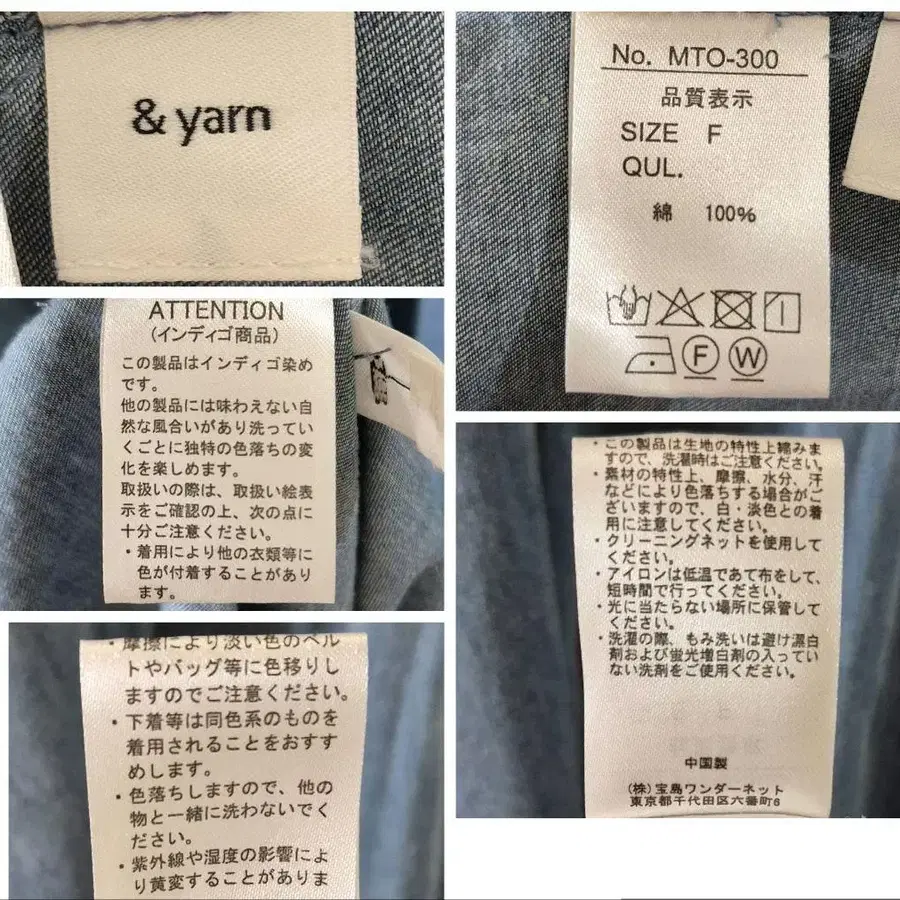 & yarn
No. MTO-300
品質表示
SIZE F
QUL.
綿 100%
F W
ATTENTION
(インディゴ商品)
この製品はインディゴ染め
です。
他の製品には味わえない自
然な風合いがあり洗ってい
くごとに独特の色落ちの変
化を楽しめます。
取扱いの際は、取扱い絵表
示をご確認の上、次の点に
十分ご注意ください。
・着用により他の衣類等に
色が付着することがあり
ます。
・この製品は生地の特性上縮みま
すので、洗濯時はご注意ください。
・素材の特性上、摩擦、水分、汗
などにより色落ちする場合がご
ざいますので、白・淡色との着
用に注意してください。
・クリーニングネットを使用して
ください。
・アイロンは低温であて布をして、
短時間で行ってください。
・光に当たらない場所に保管して
ください。
・洗濯の際、もみ洗いは避け漂白
剤および蛍光増白剤の入ってい
ない洗剤をご使用ください。
中国製
(株)宝島ワンダーネット
東京都千代田区六番町6
・摩擦により淡い色のベル
トやバッグ等に色移りし
ますのでご注意ください。
・下着等は同色系のものを
着用されることをおすす
めします。
・色落ちしますので、他の
物と一緒に洗わないでく
ださい。
・紫外線や湿度の影響によ
り黄変することがありま